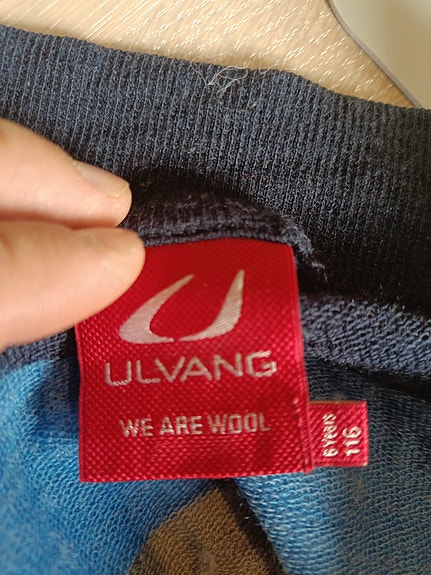 ULVANG
WE ARE WOOL
6 Years
116